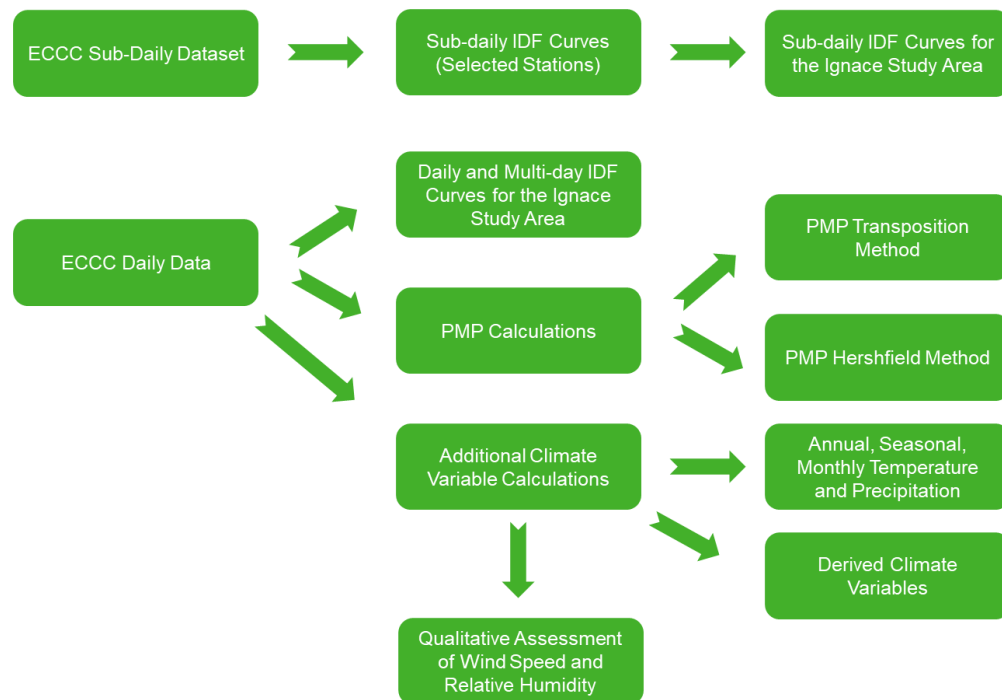 ECCC Sub-Daily Dataset
Sub-daily IDF Curves
(Selected Stations)
Sub-daily IDF Curves for
the Ignace Study Area
Daily and Multi-day IDF
Curves for the Ignace
Study Area
ECCC Daily Data
PMP Transposition
Method
PMP Calculations
PMP Hershfield Method
Additional Climate
Variable Calculations
Annual, Seasonal,
Monthly Temperature
and Precipitation
Derived Climate
Variables
Qualitative Assessment
of Wind Speed and
Relative Humidity